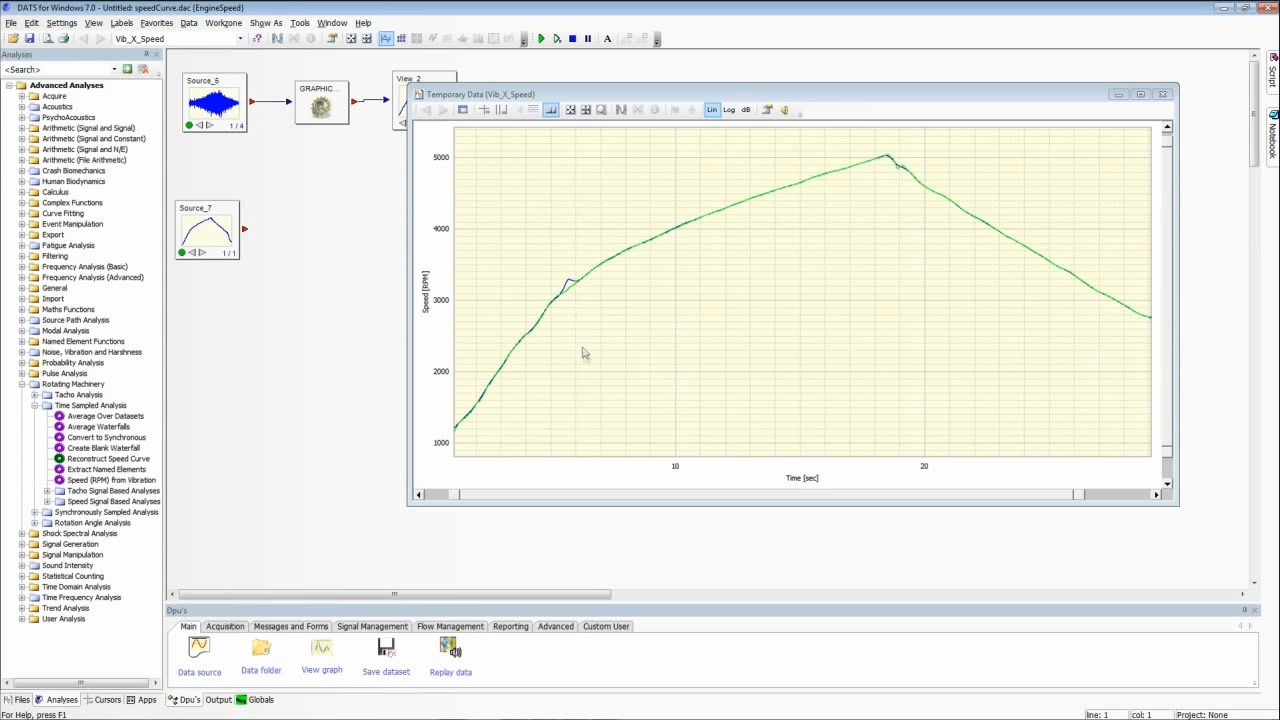 DATS for Windows 7.0 - Untitled: speedCurve.dac (EngineSpeed)
File Edit Settings View Labels Favorites Data Workzone Show As Tools Window Help
Vib_X_Speed
A
Analyses
<Search>
Advanced Analyses
Acquire
Acoustics
PsychoAcoustics
Arithmetic (Signal and Signal)
Arithmetic (Signal and Constant)
Arithmetic (Signal and N/E)
Arithmetic (File Arithmetic)
Crash Biomechanics
Human Biodynamics
Calculus
Complex Functions
Curve Fitting
Event Manipulation
Export
Fatigue Analysis
Filtering
Frequency Analysis (Basic)
Frequency Analysis (Advanced)
General
Import
Maths Functions
Source Path Analysis
Modal Analysis
Named Element Functions
Noise, Vibration and Harshness
Probability Analysis
Pulse Analysis
Rotating Machinery
Tacho Analysis
Time Sampled Analysis
Average Over Datasets
Average Waterfalls
Convert to Synchronous
Create Blank Waterfall
Reconstruct Speed Curve
Extract Named Elements
Speed (RPM) from Vibration
Tacho Signal Based Analyses
Speed Signal Based Analyses
Synchronously Sampled Analysis
Rotation Angle Analysis
Shock Spectral Analysis
Signal Generation
Signal Manipulation
Sound Intensity
Statistical Counting
Time Domain Analysis
Time Frequency Analysis
Trend Analysis
User Analysis
Files Analyses Cursors Apps
Source_6
1 / 4
GRAPHIC...
View_2
Source_7
1 / 1
Temporary Data (Vib_X_Speed)
Lin Log dB
Speed [RPM]
5000
4000
3000
2000
1000
10 20
Time [sec]
Script
Notebook
Dpu's
Main Acquisition Messages and Forms Signal Management Flow Management Reporting Advanced Custom User
Data source Data folder View graph Save dataset Replay data
Dpu's Output Globals
For Help, press F1
line: 1 col: 1 Project: None